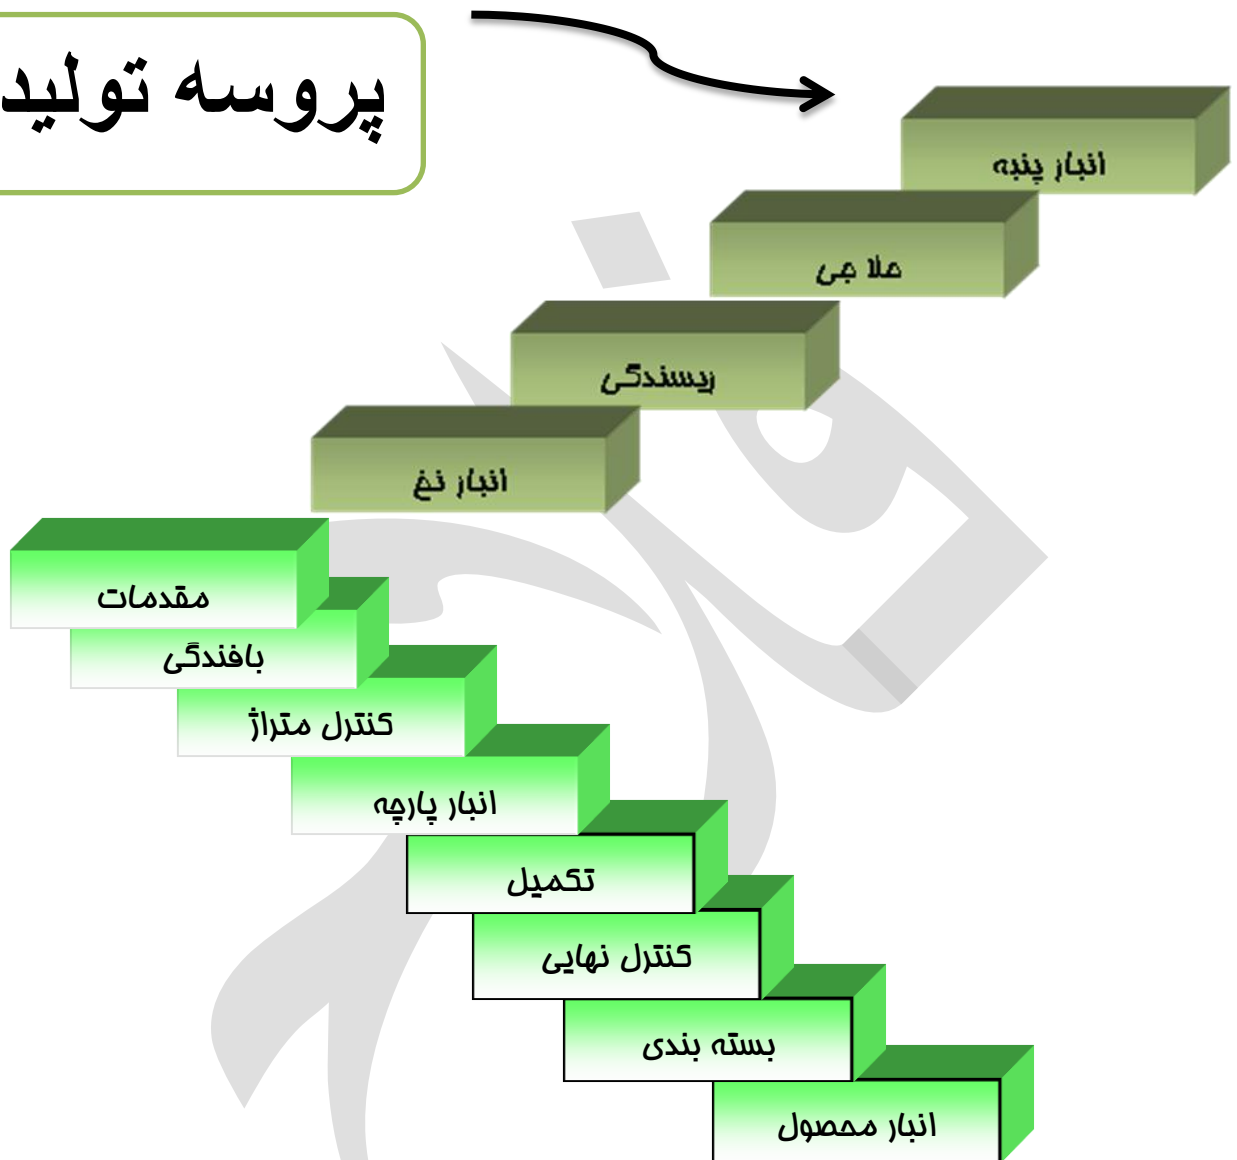 پروسه تولید
انبار پنبه
حلاجی
ریسندگی
انبار نخ
مقدمات
بافندگی
کنترل متراژ
انبار پارچه
تکمیل
کنترل نهایی
بسته بندی
انبار محصول